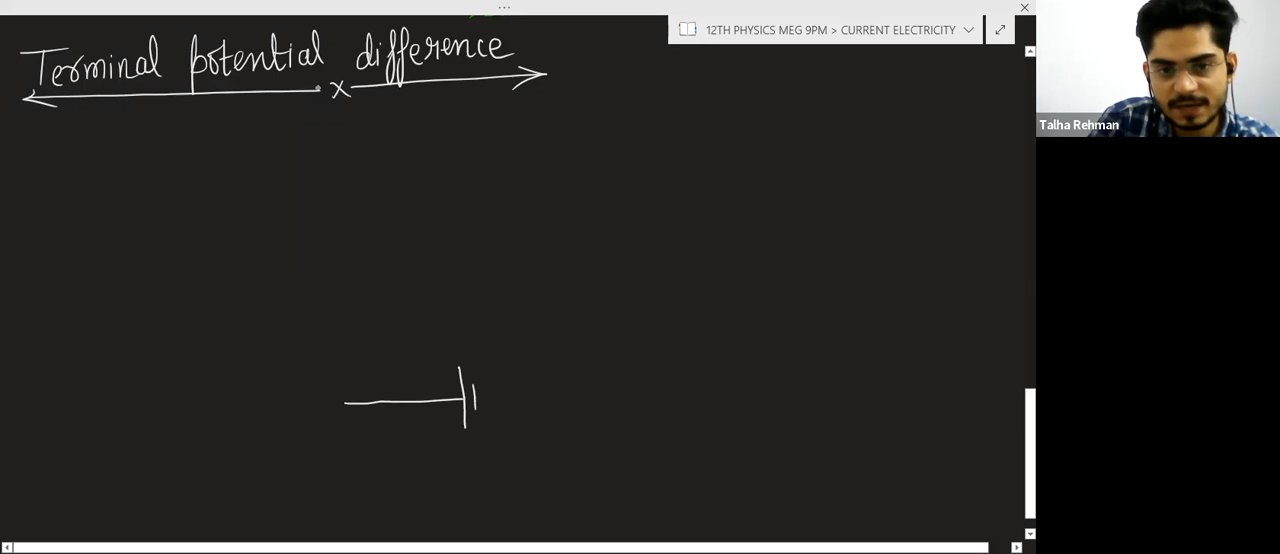 Terminal potential difference
x
12TH PHYSICS MEG 9PM > CURRENT ELECTRICITY
Talha Rehman